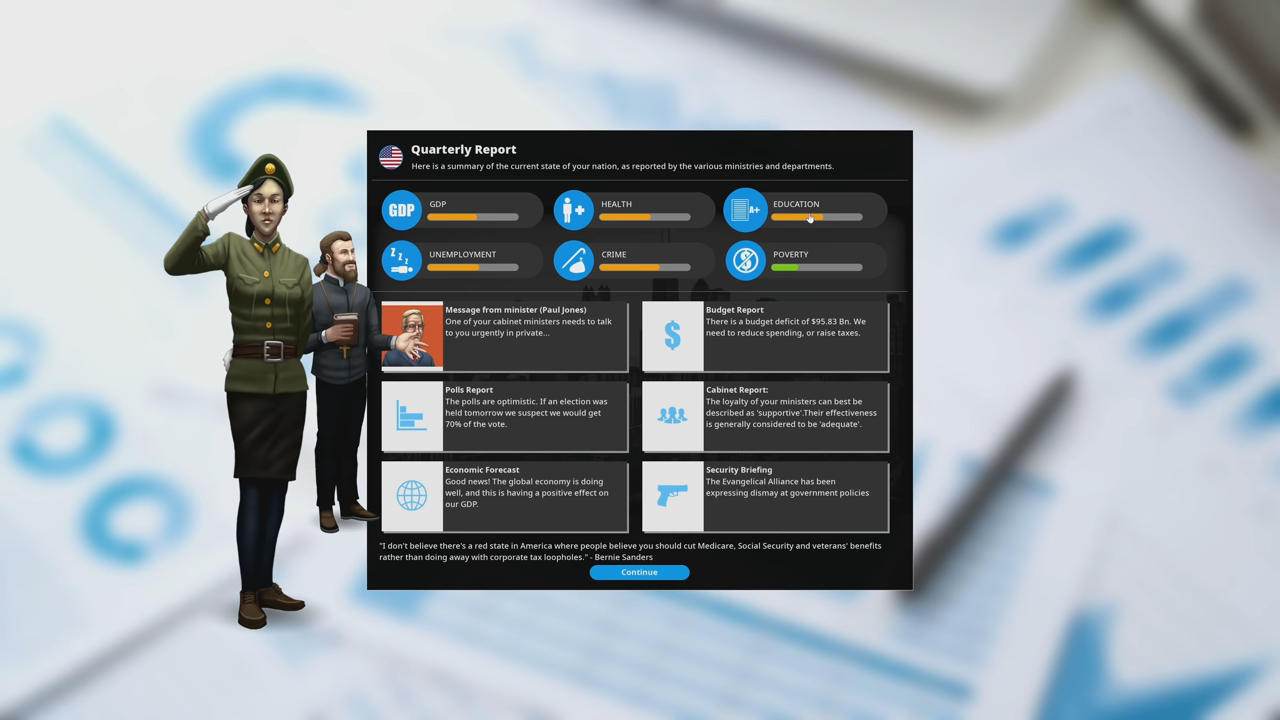 Quarterly Report
Here is a summary of the current state of your nation, as reported by the various ministries and departments.
GDP
GDP
HEALTH
A+
EDUCATION
Z Z Z
UNEMPLOYMENT
CRIME
$
POVERTY
Message from minister (Paul Jones)
One of your cabinet ministers needs to talk
to you urgently in private...
$
Budget Report
There is a budget deficit of $95.83 Bn. We
need to reduce spending, or raise taxes.
Polls Report
The polls are optimistic. If an election was
held tomorrow we suspect we would get
70% of the vote.
Cabinet Report:
The loyalty of your ministers can best be
described as 'supportive'.Their effectiveness
is generally considered to be 'adequate'.
Economic Forecast
Good news! The global economy is doing
well, and this is having a positive effect on
our GDP.
Security Briefing
The Evangelical Alliance has been
expressing dismay at government policies
"I don't believe there's a red state in America where people believe you should cut Medicare, Social Security and veterans' benefits
rather than doing away with corporate tax loopholes." - Bernie Sanders
Continue